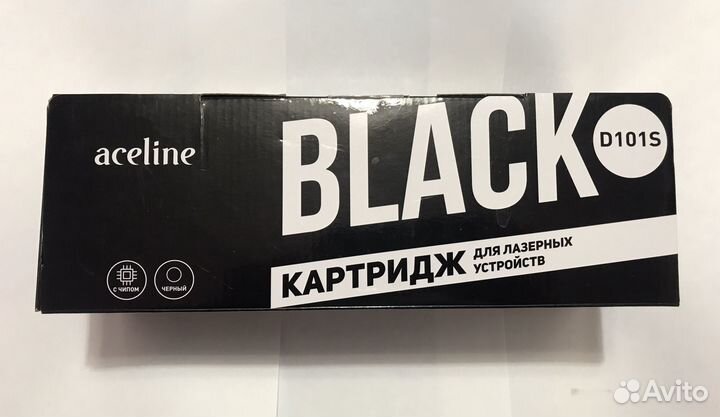 aceline
BLACK
D101S
КАРТРИДЖ
ДЛЯ ЛАЗЕРНЫХ
УСТРОЙСТВ
С ЧИПОМ
ЧЕРНЫЙ
Avito